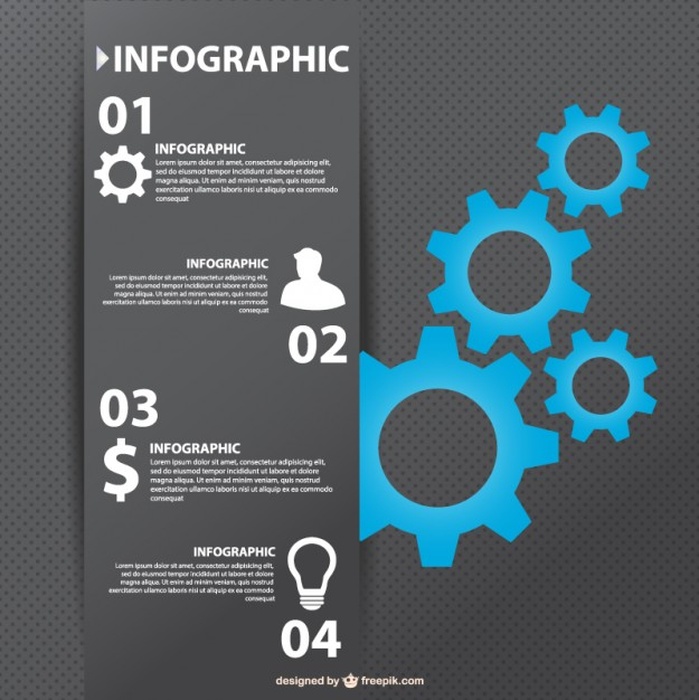 INFOGRAPHIC
01
INFOGRAPHIC
Lorem ipsum dolor sit amet, consectetur adipisicing elit,
sed do eiusmod tempor incididunt ut labore et dolore
magna aliqua. Ut enim ad minim veniam, quis nostrud
exercitation ullamco laboris nisi ut aliquip ex ea commodo
consequat
INFOGRAPHIC
Lorem ipsum dolor sit amet, consectetur adipisicing elit,
sed do eiusmod tempor incididunt ut labore et dolore
magna aliqua. Ut enim ad minim veniam, quis nostrud
exercitation ullamco laboris nisi ut aliquip ex ea commodo
consequat
02
03
$
INFOGRAPHIC
Lorem ipsum dolor sit amet, consectetur adipisicing elit,
sed do eiusmod tempor incididunt ut labore et dolore
magna aliqua. Ut enim ad minim veniam, quis nostrud
exercitation ullamco laboris nisi ut aliquip ex ea commodo
consequat
INFOGRAPHIC
Lorem ipsum dolor sit amet, consectetur adipisicing elit,
sed do eiusmod tempor incididunt ut labore et dolore
magna aliqua. Ut enim ad minim veniam, quis nostrud
exercitation ullamco laboris nisi ut aliquip ex ea commodo
consequat
04
designed by freepik.com